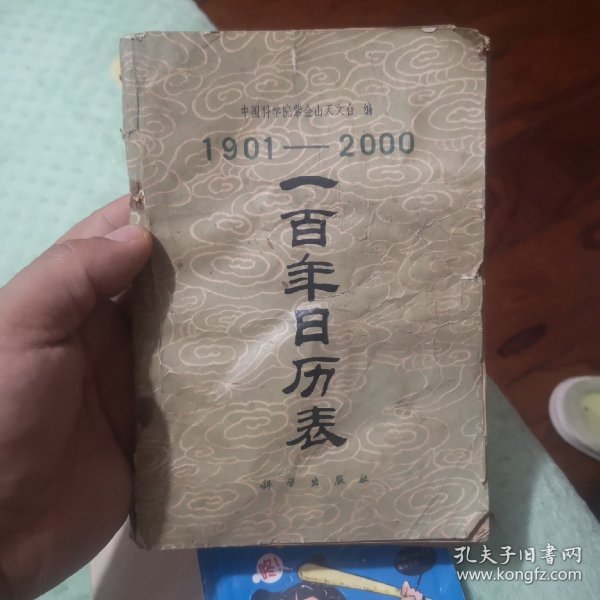 中国科学院紫金山天文台 编
1901—2000
一百年日历表
科学出版社
孔夫子旧书网
www.kongfz.com